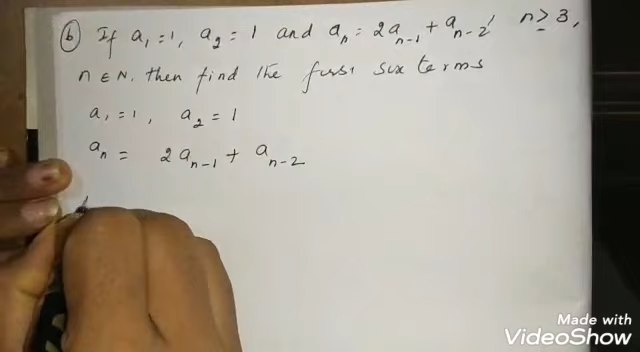 (b) If a₁ = 1, a₂ = 1 and aₙ = 2aₙ₋₁ + aₙ₋₂, n ≥ 3,
n ∈ N. then find the first six terms
a₁ = 1, a₂ = 1
aₙ = 2aₙ₋₁ + aₙ₋₂
Made with
VideoShow